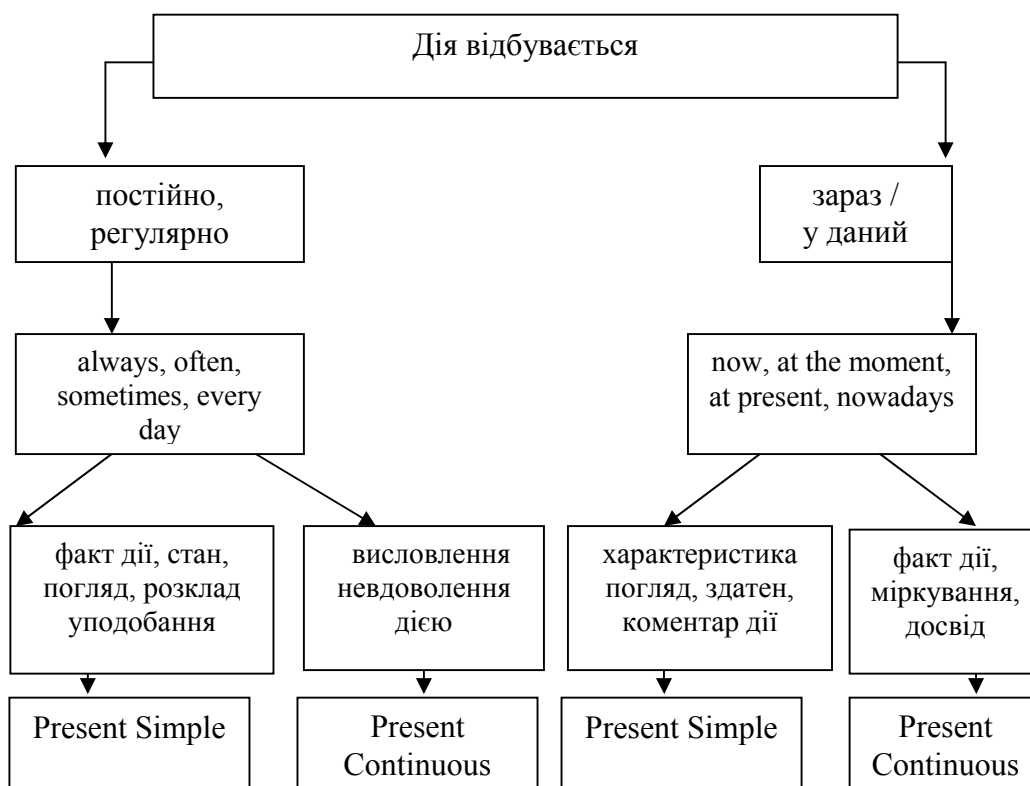 Дія відбувається
постійно,
регулярно
зараз /
у даний
always, often,
sometimes, every
day
now, at the moment,
at present, nowadays
факт дії, стан,
погляд, розклад
уподобання
висловлення
невдоволення
дією
характеристика
погляд, здатен,
коментар дії
факт дії,
міркування,
досвід
Present Simple
Present
Continuous
Present Simple
Present
Continuous